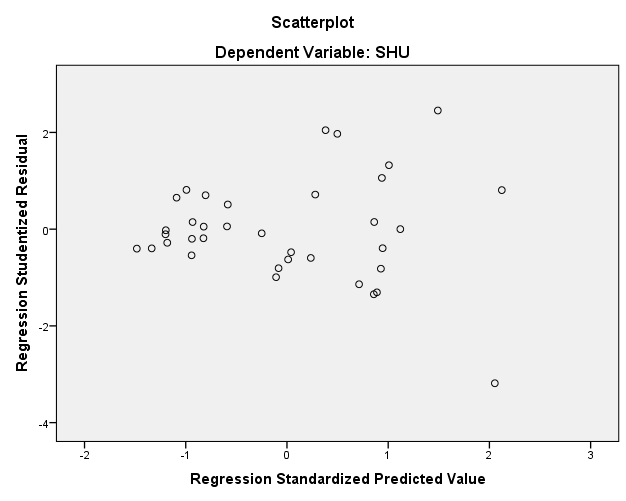 Scatterplot
Dependent Variable: SHU
Regression Studentized Residual
2
0
-2
-4
-2
-1
0
1
2
3
Regression Standardized Predicted Value